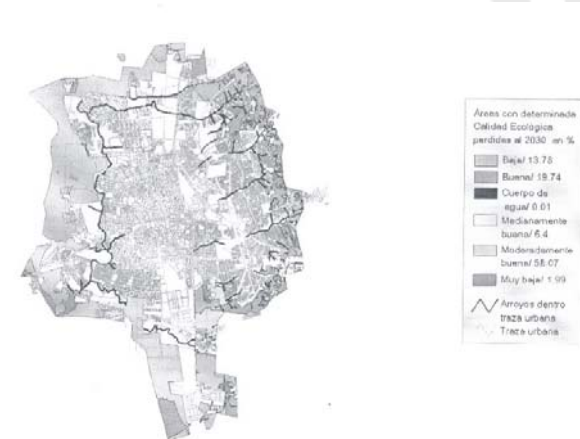 Áreas con determinada
Calidad Ecológica
perdidas al 2030 en %
Baja/ 13.78
Buena/ 19.74
Cuerpo de
agua/ 0.01
Medianamente
buena/ 6.4
Moderadamente
buena/ 58.07
Muy baja/ 1.99
Arroyos dentro
traza urbana
Traza urbana